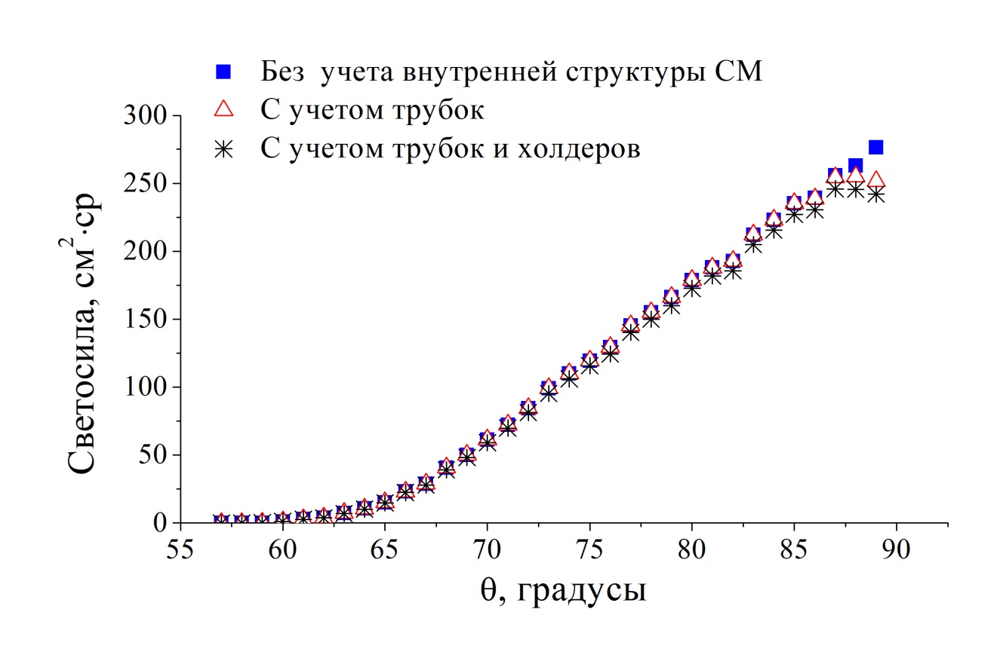 Без учета внутренней структуры СМ
С учетом трубок
С учетом трубок и холдеров
300
250
200
150
100
50
0
Светосила, см²·ср
55 60 65 70 75 80 85 90
θ, градусы